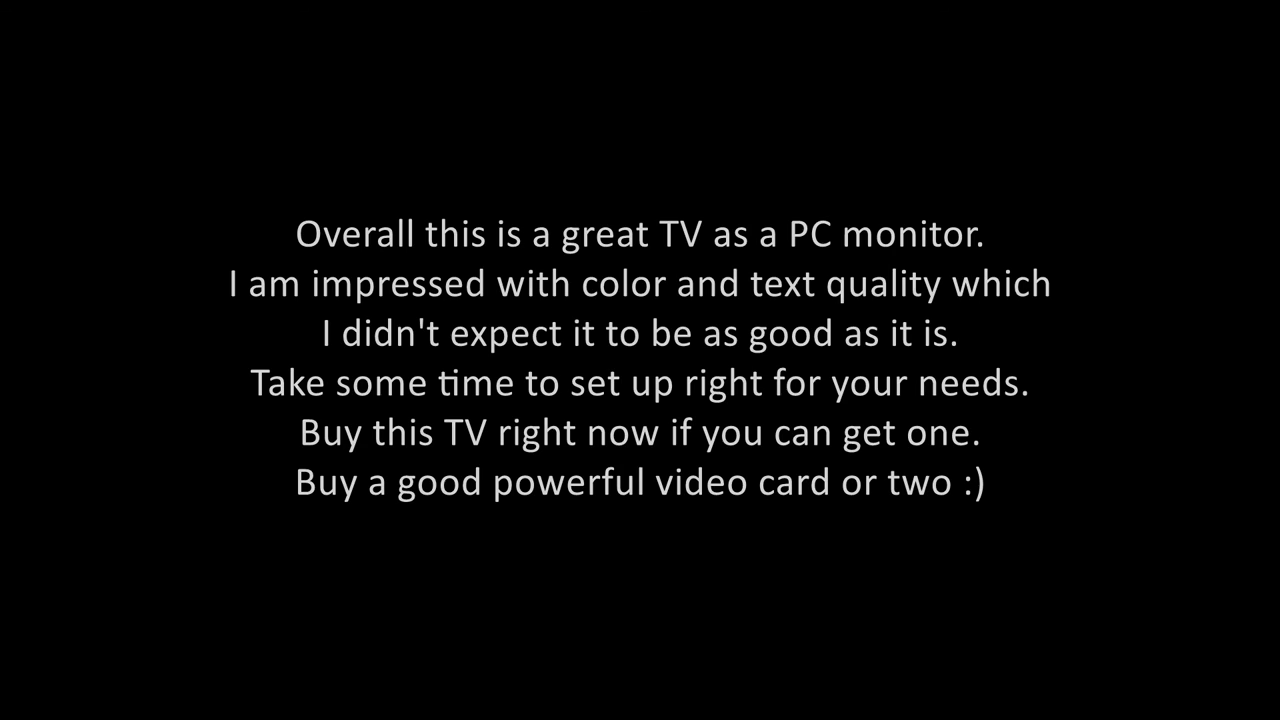 Overall this is a great TV as a PC monitor.
I am impressed with color and text quality which
I didn't expect it to be as good as it is.
Take some time to set up right for your needs.
Buy this TV right now if you can get one.
Buy a good powerful video card or two :)